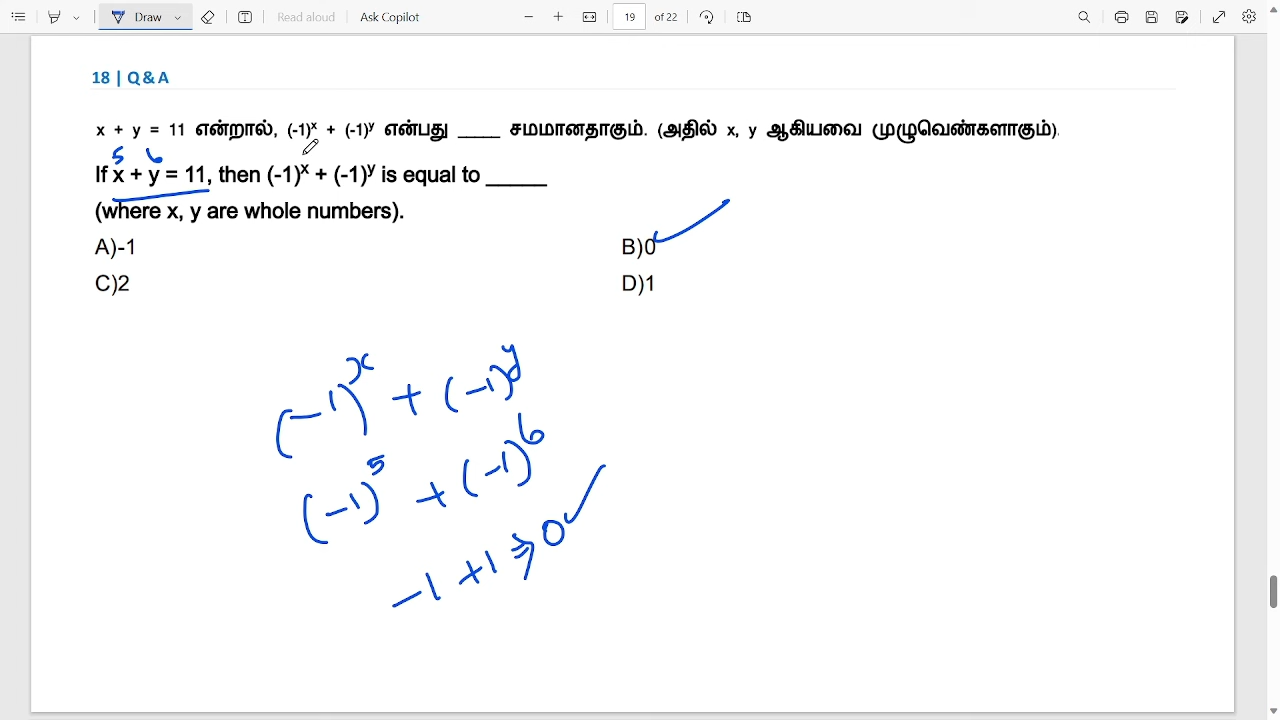 Draw
Read aloud
Ask Copilot
19 of 22
18 | Q & A
x + y = 11 என்றால், (-1)ˣ + (-1)ʸ என்பது _____ சமமானதாகும். (அதில் x, y ஆகியவை முழுவெண்களாகும்).
5 6
If x + y = 11, then (-1)ˣ + (-1)ʸ is equal to _____
(where x, y are whole numbers).
A)-1 B)0
C)2 D)1
(-1)ˣ + (-1)ʸ
(-1)⁵ + (-1)⁶
-1 +1 ⇒ 0